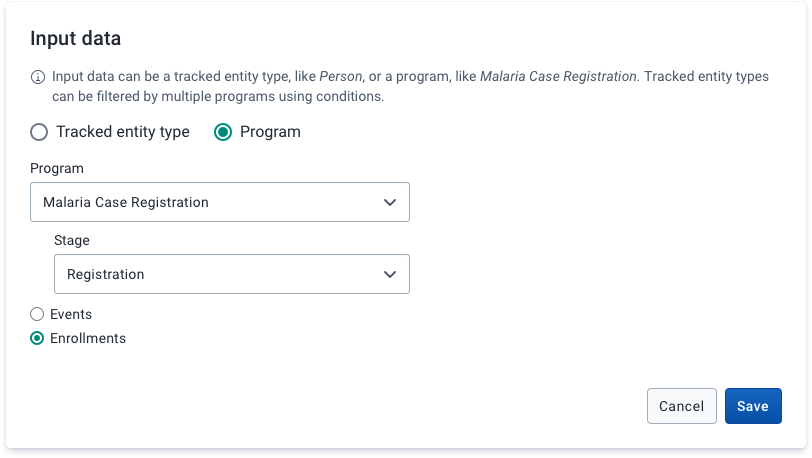 Input data
Input data can be a tracked entity type, like Person, or a program, like Malaria Case Registration. Tracked entity types
can be filtered by multiple programs using conditions.
Tracked entity type Program
Program
Malaria Case Registration
Stage
Registration
Events
Enrollments
Cancel Save